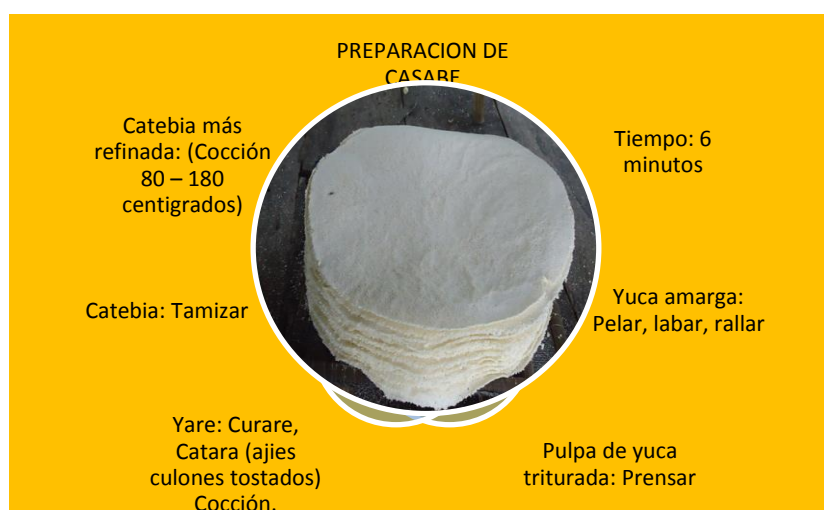 PREPARACION DE
CASABE
Tiempo: 6
minutos
Yuca amarga:
Pelar, labar, rallar
Pulpa de yuca
triturada: Prensar
Yare: Curare,
Catara (ajies
culones tostados)
Cocción.
Catebia: Tamizar
Catebia más
refinada: (Cocción
80 – 180
centigrados)